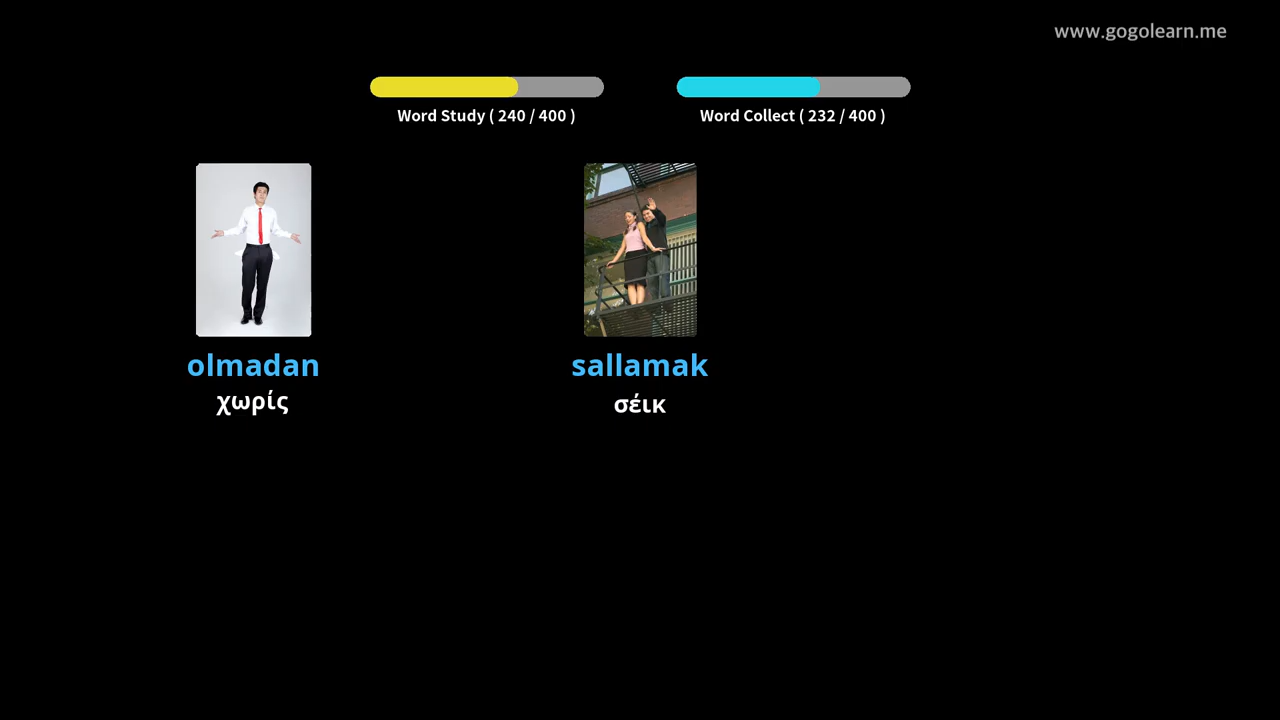 www.gogolearn.me
Word Study ( 240 / 400 )
Word Collect ( 232 / 400 )
olmadan
χωρίς
sallamak
σέικ